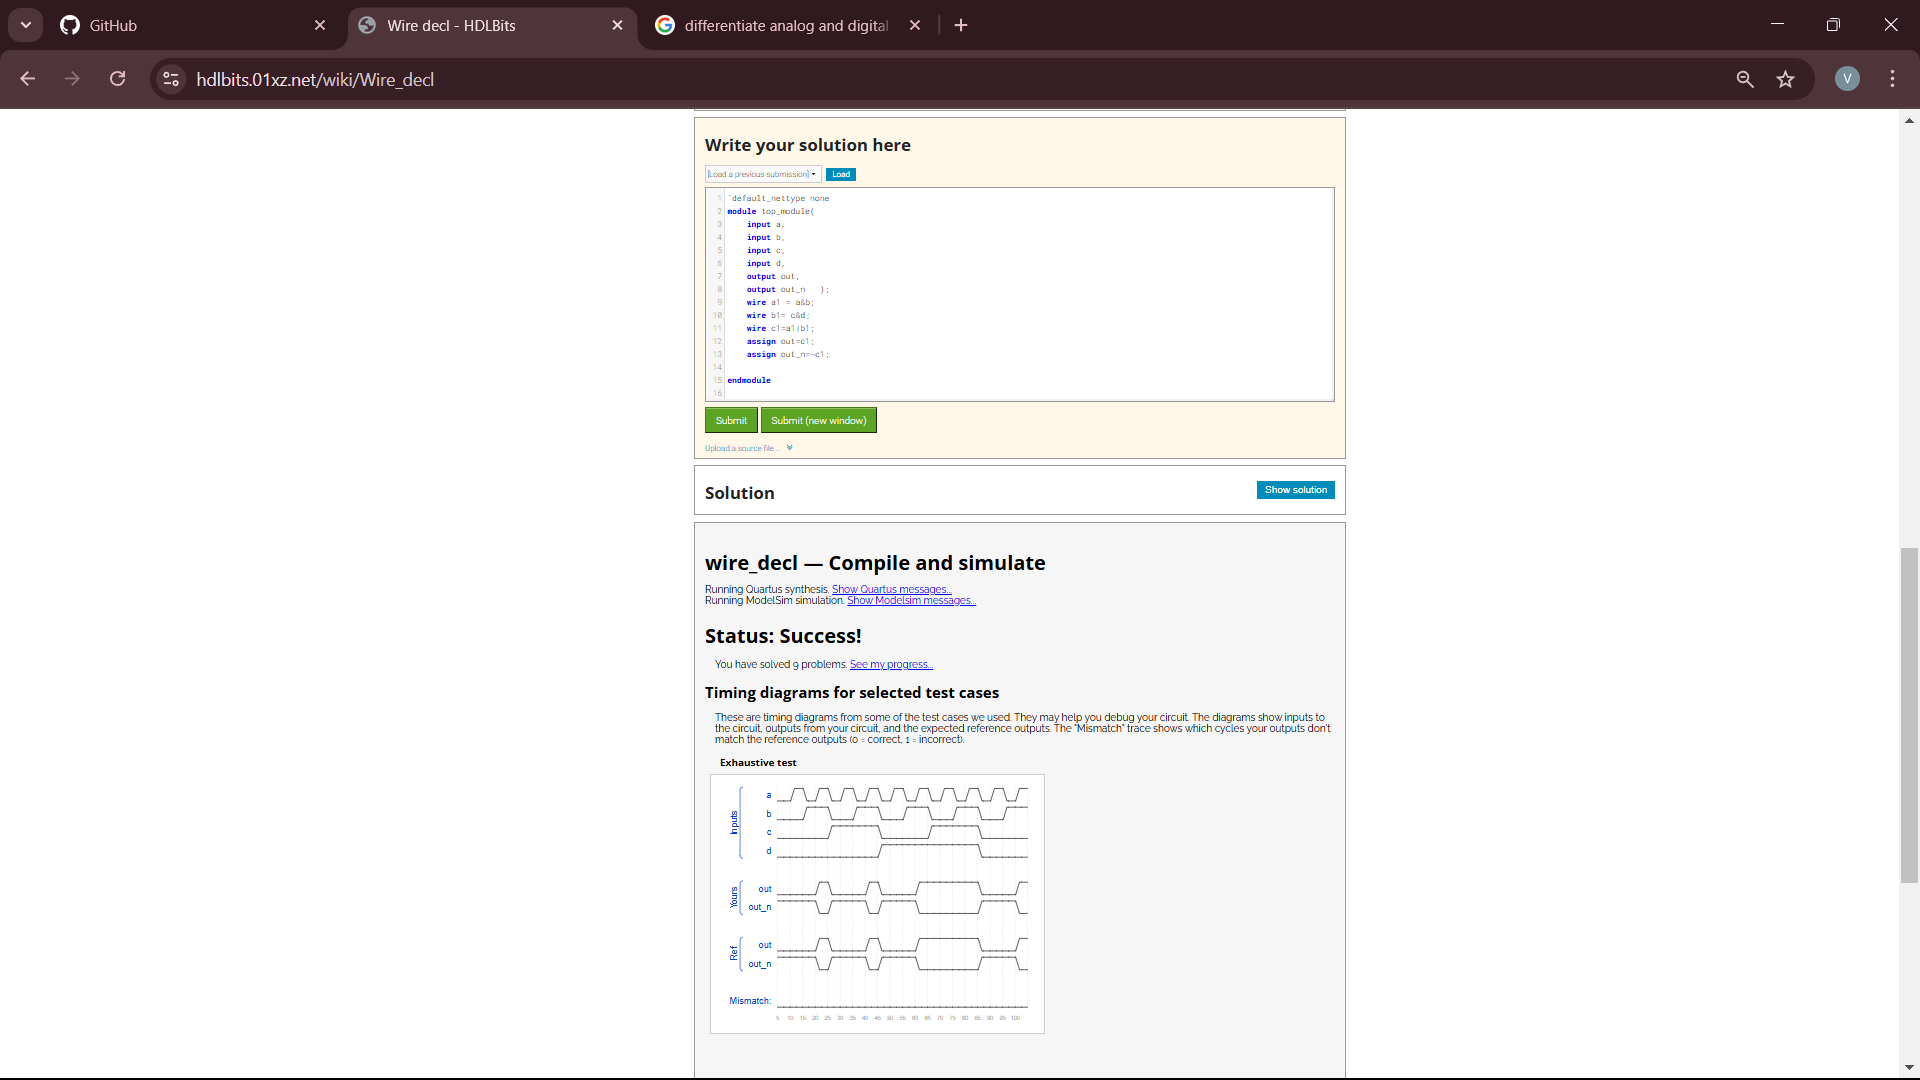 GitHub
Wire decl - HDLBits
differentiate analog and digital
hdlbits.01xz.net/wiki/Wire_decl
V
Write your solution here
[Load a previous submission]
Load
1 `default_nettype none
2 module top_module(
3 input a,
4 input b,
5 input c,
6 input d,
7 output out,
8 output out_n );
9 wire a1 = a&b;
10 wire b1= c&d;
11 wire c1=a1|b1;
12 assign out=c1;
13 assign out_n=~c1;
14
15 endmodule
16
Submit
Submit (new window)
Upload a source file...
Solution
Show solution
wire_decl — Compile and simulate
Running Quartus synthesis. Show Quartus messages...
Running ModelSim simulation. Show Modelsim messages...
Status: Success!
You have solved 9 problems. See my progress...
Timing diagrams for selected test cases
These are timing diagrams from some of the test cases we used. They may help you debug your circuit. The diagrams show inputs to
the circuit, outputs from your circuit, and the expected reference outputs. The "Mismatch" trace shows which cycles your outputs don't
match the reference outputs (0 = correct, 1 = incorrect).
Exhaustive test
Inputs
a
b
c
d
Yours
out
out_n
Ref
out
out_n
Mismatch:
5 10 15 20 25 30 35 40 45 50 55 60 65 70 75 80 85 90 95 100